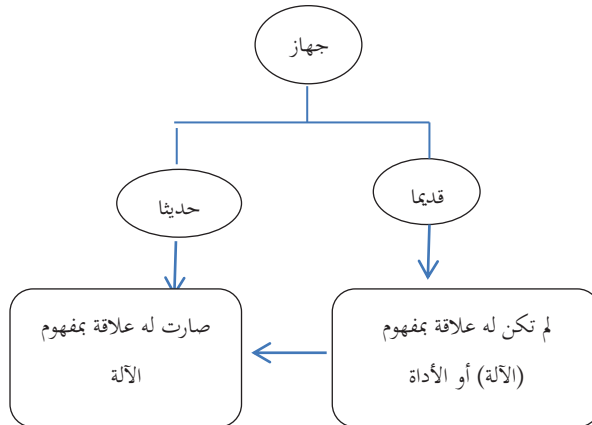 جهاز
قديما
حديثا
لم تكن له علاقة بمفهوم
(الآلة) أو الأداة
صارت له علاقة بمفهوم
الآلة